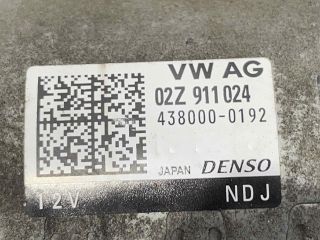 VW AG
02Z 911 024
438000-0192
JAPAN DENSO
12V NDJ